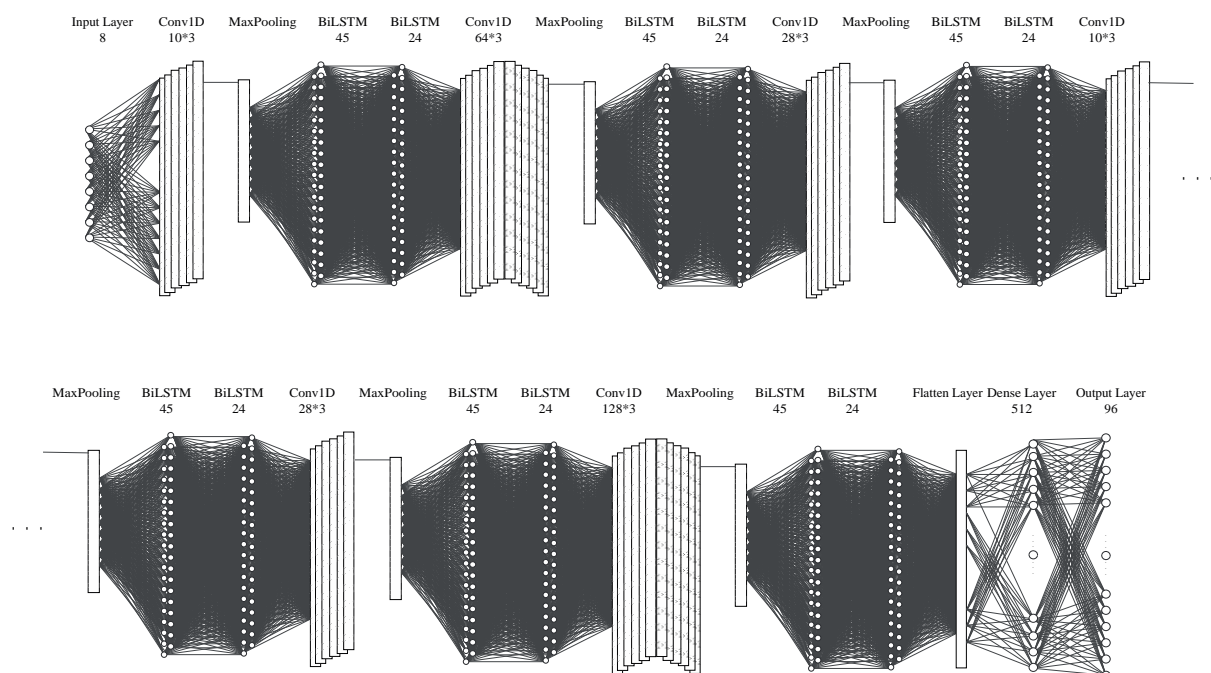 Input Layer Conv1D MaxPooling BiLSTM BiLSTM Conv1D MaxPooling BiLSTM BiLSTM Conv1D MaxPooling BiLSTM BiLSTM Conv1D
8 10*3 45 24 64*3 45 24 28*3 45 24 10*3
. . .
MaxPooling BiLSTM BiLSTM Conv1D MaxPooling BiLSTM BiLSTM Conv1D MaxPooling BiLSTM BiLSTM Flatten Layer Dense Layer Output Layer
45 24 28*3 45 24 128*3 45 24 512 96
. . .